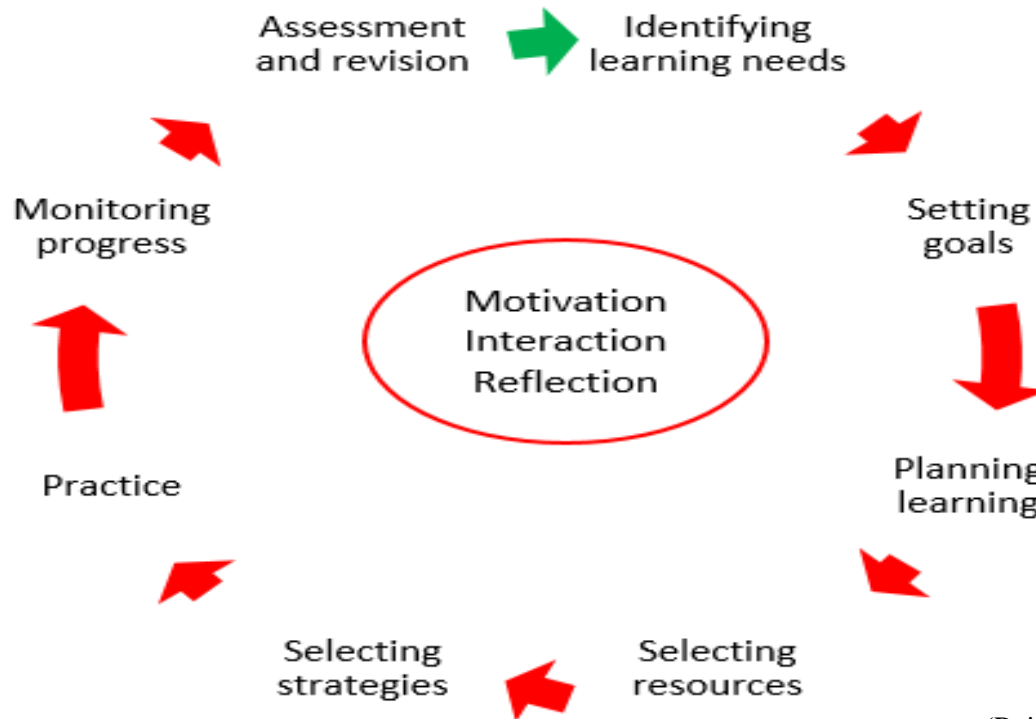 Assessment
and revision
Identifying
learning needs
Setting
goals
Planning
learning
Selecting
resources
Selecting
strategies
Practice
Monitoring
progress
Motivation
Interaction
Reflection